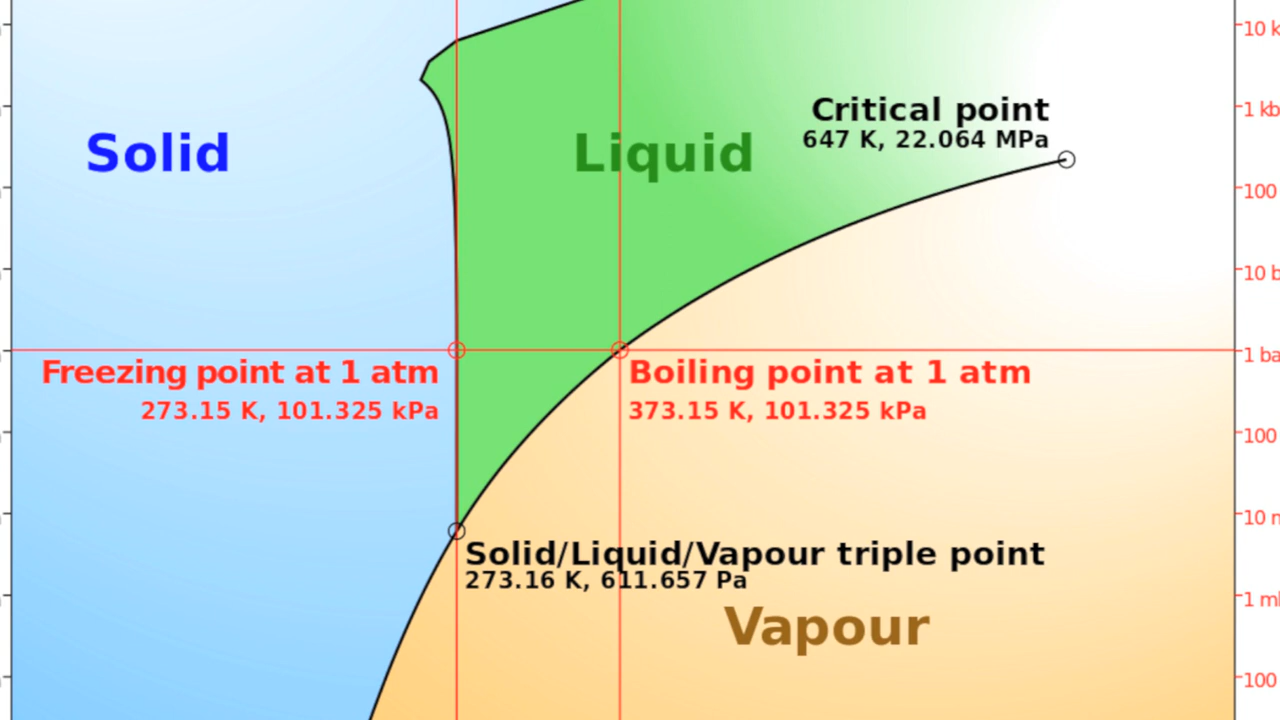 10 k
Critical point
1 kb
647 K, 22.064 MPa
Solid
Liquid
100
10 b
1 ba
Freezing point at 1 atm
Boiling point at 1 atm
273.15 K, 101.325 kPa
373.15 K, 101.325 kPa
100
10 m
Solid/Liquid/Vapour triple point
273.16 K, 611.657 Pa
1 mb
Vapour
100